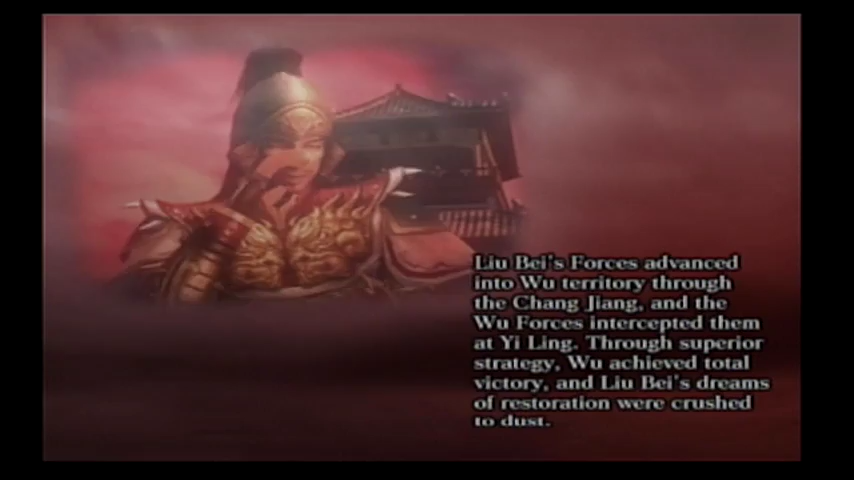 Liu Bei's Forces advanced
into Wu territory through
the Chang Jiang, and the
Wu Forces intercepted them
at Yi Ling. Through superior
strategy, Wu achieved total
victory, and Liu Bei's dreams
of restoration were crushed
to dust.